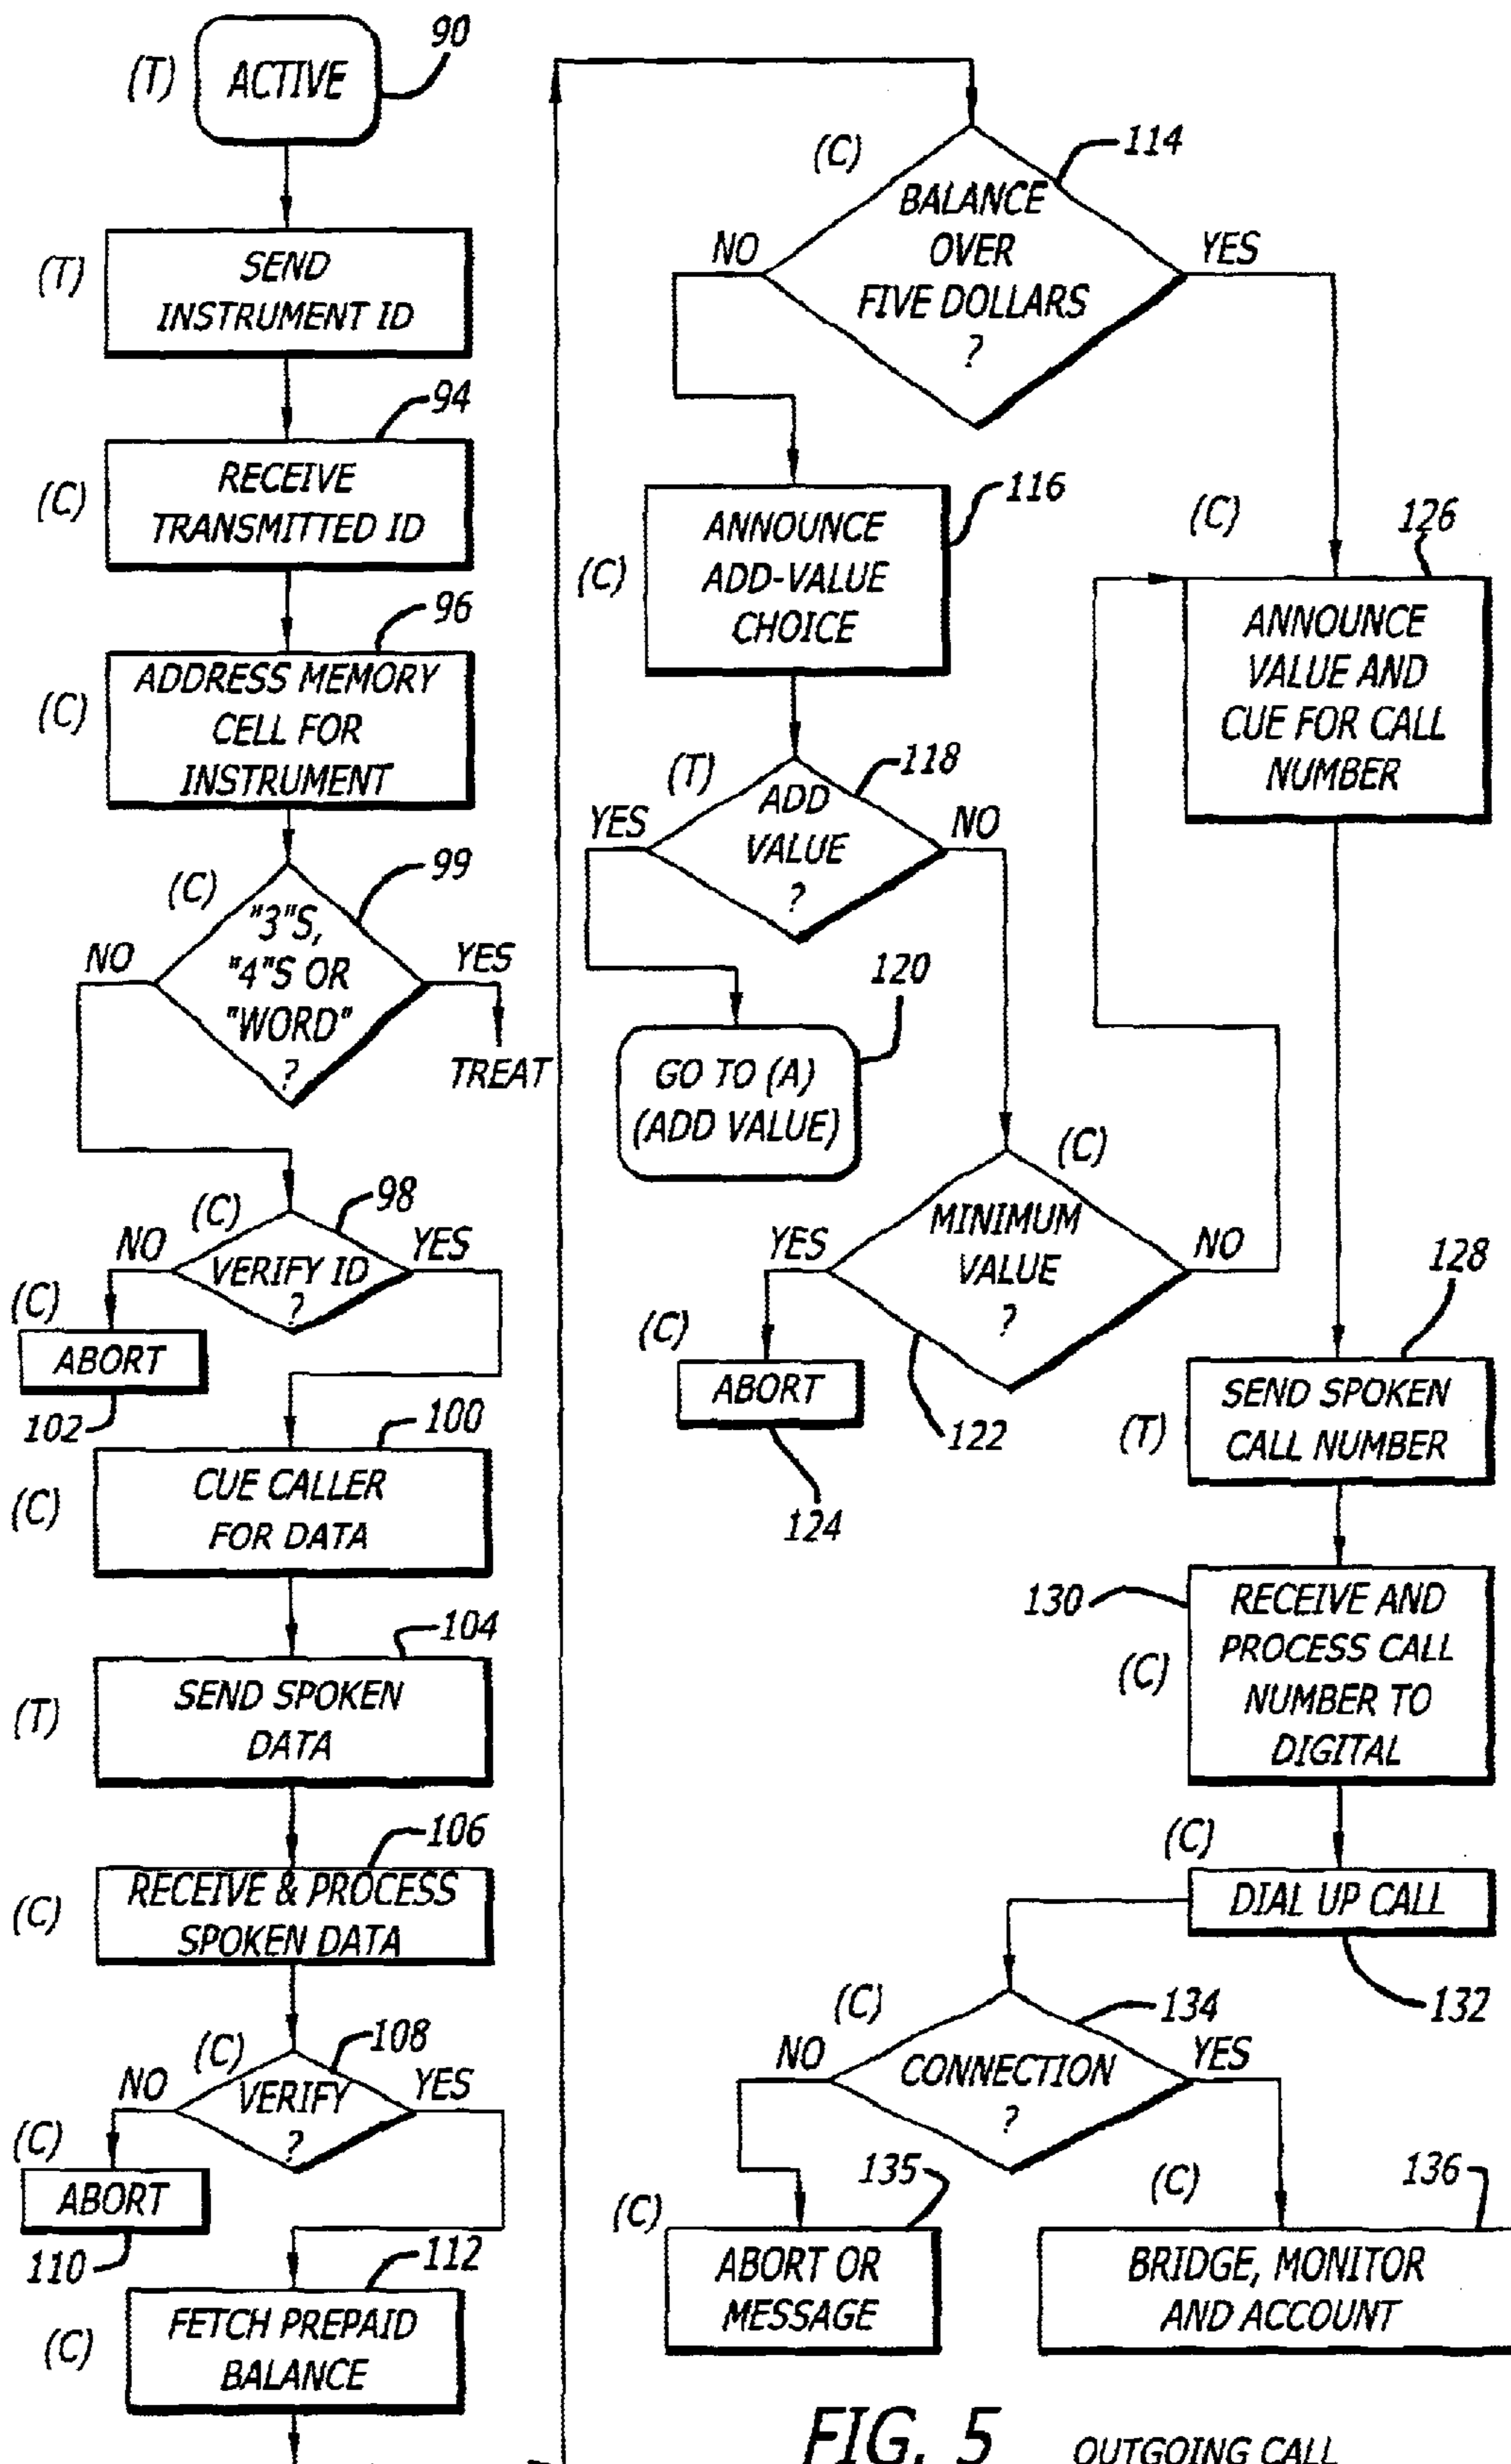 90
(T) ACTIVE
(T) SEND
INSTRUMENT ID
94
(C) RECEIVE
TRANSMITTED ID
96
(C) ADDRESS MEMORY
CELL FOR
INSTRUMENT
99
(C)
"3"S,
"4"S OR
"WORD"
?
NO
YES
TREAT
98
(C)
NO
YES
VERIFY ID
?
(C)
ABORT
102
100
(C) CUE CALLER
FOR DATA
104
(T) SEND SPOKEN
DATA
106
(C) RECEIVE & PROCESS
SPOKEN DATA
108
(C)
NO
YES
VERIFY
?
(C)
ABORT
110
112
(C) FETCH PREPAID
BALANCE
114
(C)
BALANCE
OVER
FIVE DOLLARS
?
NO
YES
116
(C) ANNOUNCE
ADD-VALUE
CHOICE
118
(T)
ADD
VALUE
?
YES
NO
120
GO TO (A)
(ADD VALUE)
(C)
MINIMUM
VALUE
?
YES
NO
122
(C)
ABORT
124
(C)
126
ANNOUNCE
VALUE AND
CUE FOR CALL
NUMBER
128
(T) SEND SPOKEN
CALL NUMBER
130
(C) RECEIVE AND
PROCESS CALL
NUMBER TO
DIGITAL
(C)
DIAL UP CALL
132
(C)
134
NO
YES
CONNECTION
?
135
(C) ABORT OR
MESSAGE
136
(C)
BRIDGE, MONITOR
AND ACCOUNT
FIG. 5 OUTGOING CALL